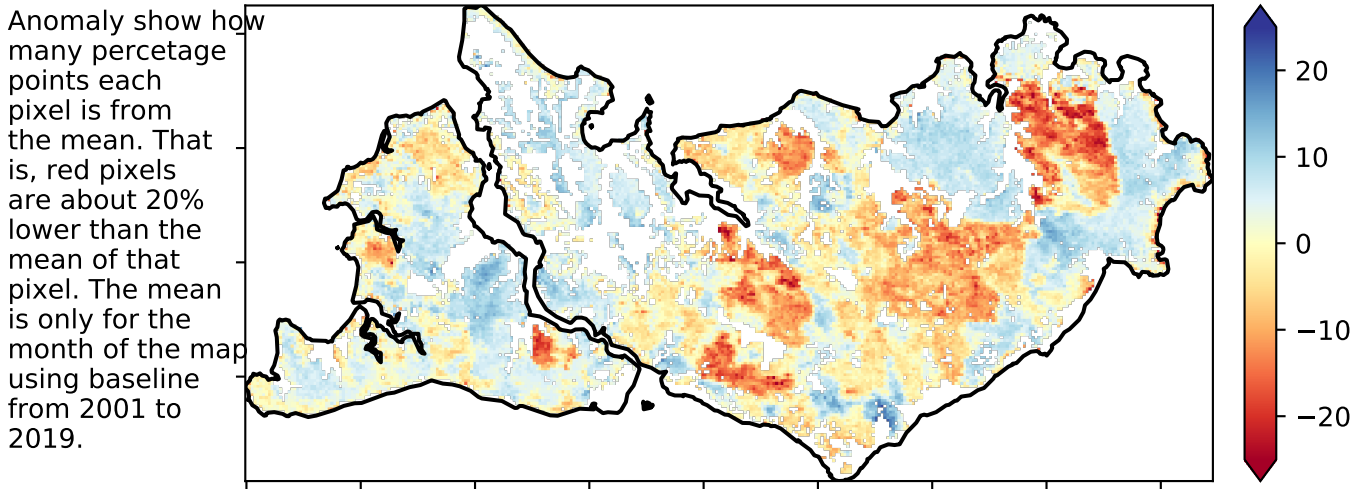 Anomaly show how
many percetage
points each
pixel is from
the mean. That
is, red pixels
are about 20%
lower than the
mean of that
pixel. The mean
is only for the
month of the map
using baseline
from 2001 to
2019.
20
10
0
−10
−20